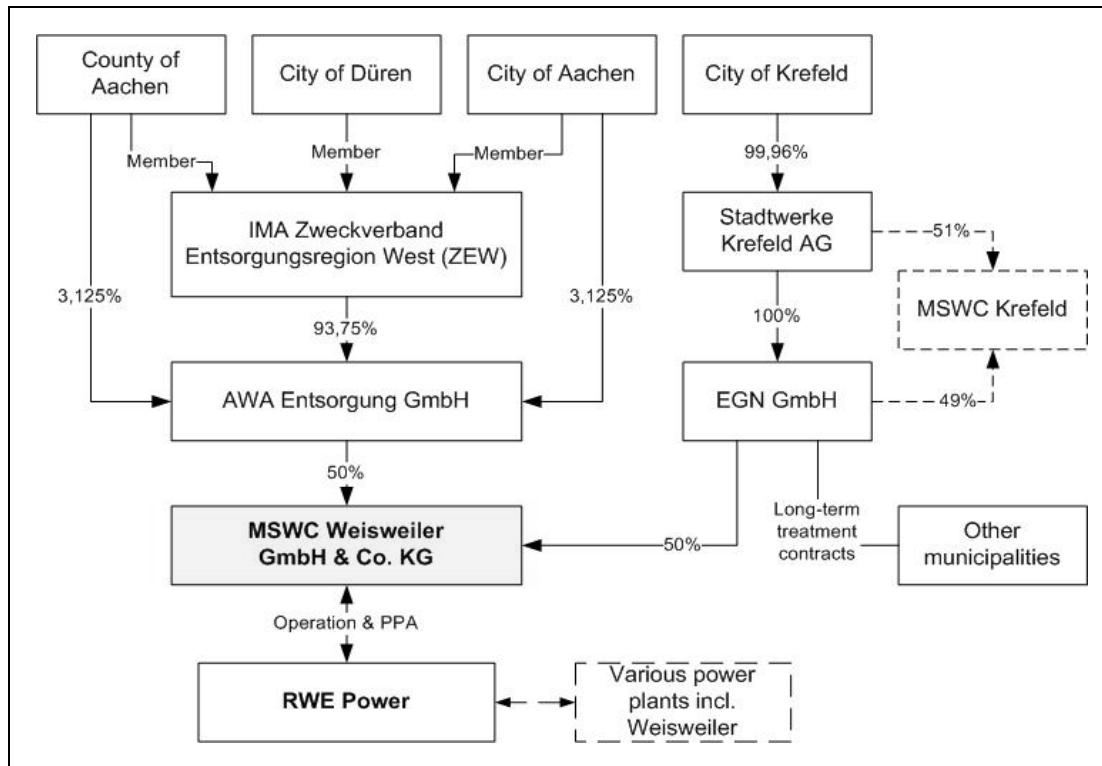 County of
Aachen
City of Düren
City of Aachen
City of Krefeld
Member
Member
Member
99,96%
IMA Zweckverband
Entsorgungsregion West (ZEW)
Stadtwerke
Krefeld AG
51%
MSWC Krefeld
3,125%
3,125%
93,75%
100%
AWA Entsorgung GmbH
EGN GmbH
49%
50%
MSWC Weisweiler
GmbH & Co. KG
50%
Long-term
treatment
contracts
Other
municipalities
Operation & PPA
RWE Power
Various power
plants incl.
Weisweiler